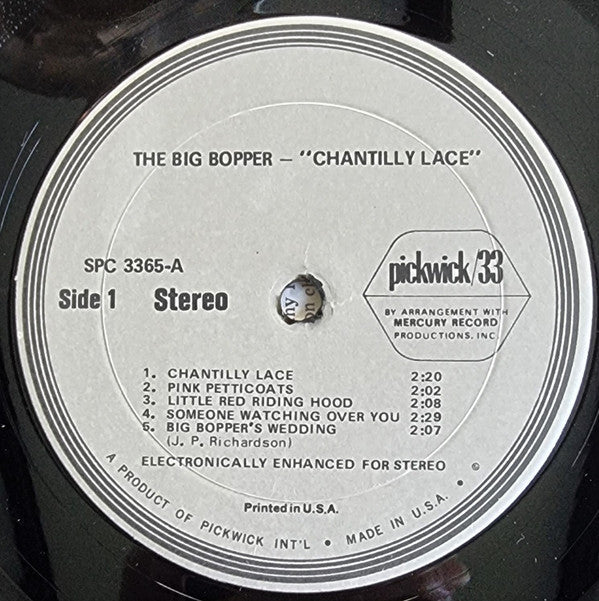 THE BIG BOPPER – "CHANTILLY LACE"
SPC 3365-A
Side 1 Stereo
pickwick/33
BY ARRANGEMENT WITH
MERCURY RECORD
PRODUCTIONS, INC.
1. CHANTILLY LACE 2:20
2. PINK PETTICOATS 2:02
3. LITTLE RED RIDING HOOD 2:08
4. SOMEONE WATCHING OVER YOU 2:29
5. BIG BOPPER'S WEDDING 2:07
(J. P. Richardson)
ELECTRONICALLY ENHANCED FOR STEREO
Printed in U.S.A.
A PRODUCT OF PICKWICK INT'L • MADE IN U.S.A. • ©